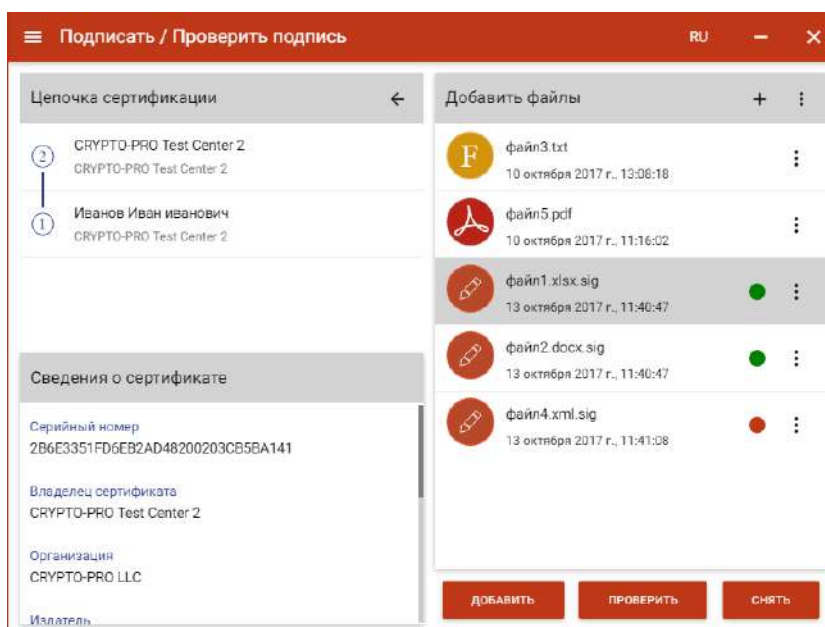 Подписать / Проверить подпись
RU
Цепочка сертификации
2
CRYPTO-PRO Test Center 2
CRYPTO-PRO Test Center 2
1
Иванов Иван иванович
CRYPTO-PRO Test Center 2
Сведения о сертификате
Серийный номер
2B6E3351FD6EB2AD48200203CB5BA141
Владелец сертификата
CRYPTO-PRO Test Center 2
Организация
CRYPTO-PRO LLC
Издатель
Добавить файлы
F
файл3.txt
10 октября 2017 г., 13:08:18
файл5.pdf
10 октября 2017 г., 11:16:02
файл1.xlsx.sig
13 октября 2017 г., 11:40:47
файл2.docx.sig
13 октября 2017 г., 11:40:47
файл4.xml.sig
13 октября 2017 г., 11:41:08
ДОБАВИТЬ
ПРОВЕРИТЬ
СНЯТЬ